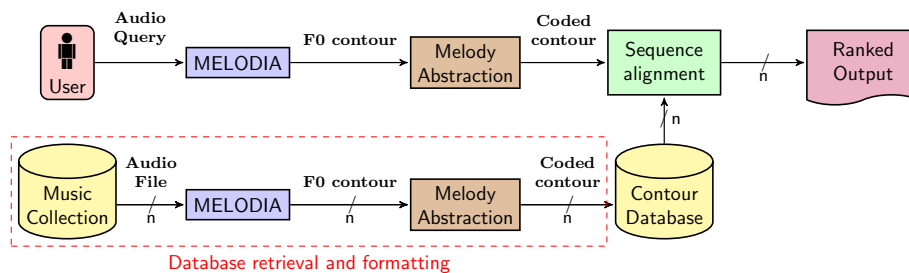 Audio
Query
User
MELODIA
F0 contour
Melody
Abstraction
Coded
contour
Sequence
alignment
n
Ranked
Output
n
Music
Collection
Audio
File
n
MELODIA
F0 contour
n
Melody
Abstraction
Coded
contour
n
Contour
Database
Database retrieval and formatting